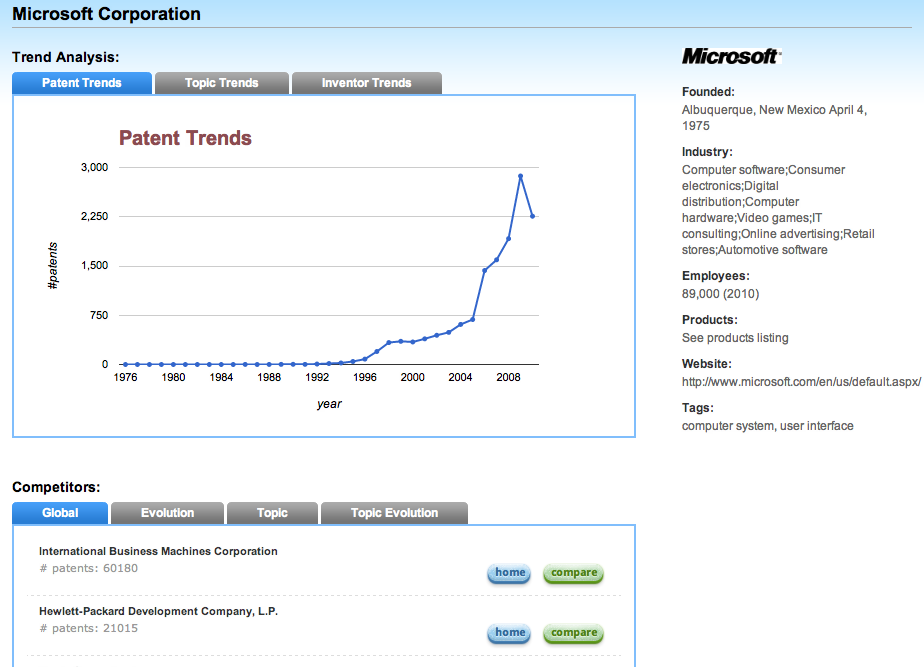 Microsoft Corporation
Trend Analysis:
Patent Trends
Topic Trends
Inventor Trends
Patent Trends
3,000
2,250
1,500
750
0
#patents
1976
1980
1984
1988
1992
1996
2000
2004
2008
year
Microsoft
Founded:
Albuquerque, New Mexico April 4,
1975
Industry:
Computer software;Consumer
electronics;Digital
distribution;Computer
hardware;Video games;IT
consulting;Online advertising;Retail
stores;Automotive software
Employees:
89,000 (2010)
Products:
See products listing
Website:
http://www.microsoft.com/en/us/default.aspx/
Tags:
computer system, user interface
Competitors:
Global
Evolution
Topic
Topic Evolution
International Business Machines Corporation
# patents: 60180
home
compare
Hewlett-Packard Development Company, L.P.
# patents: 21015
home
compare